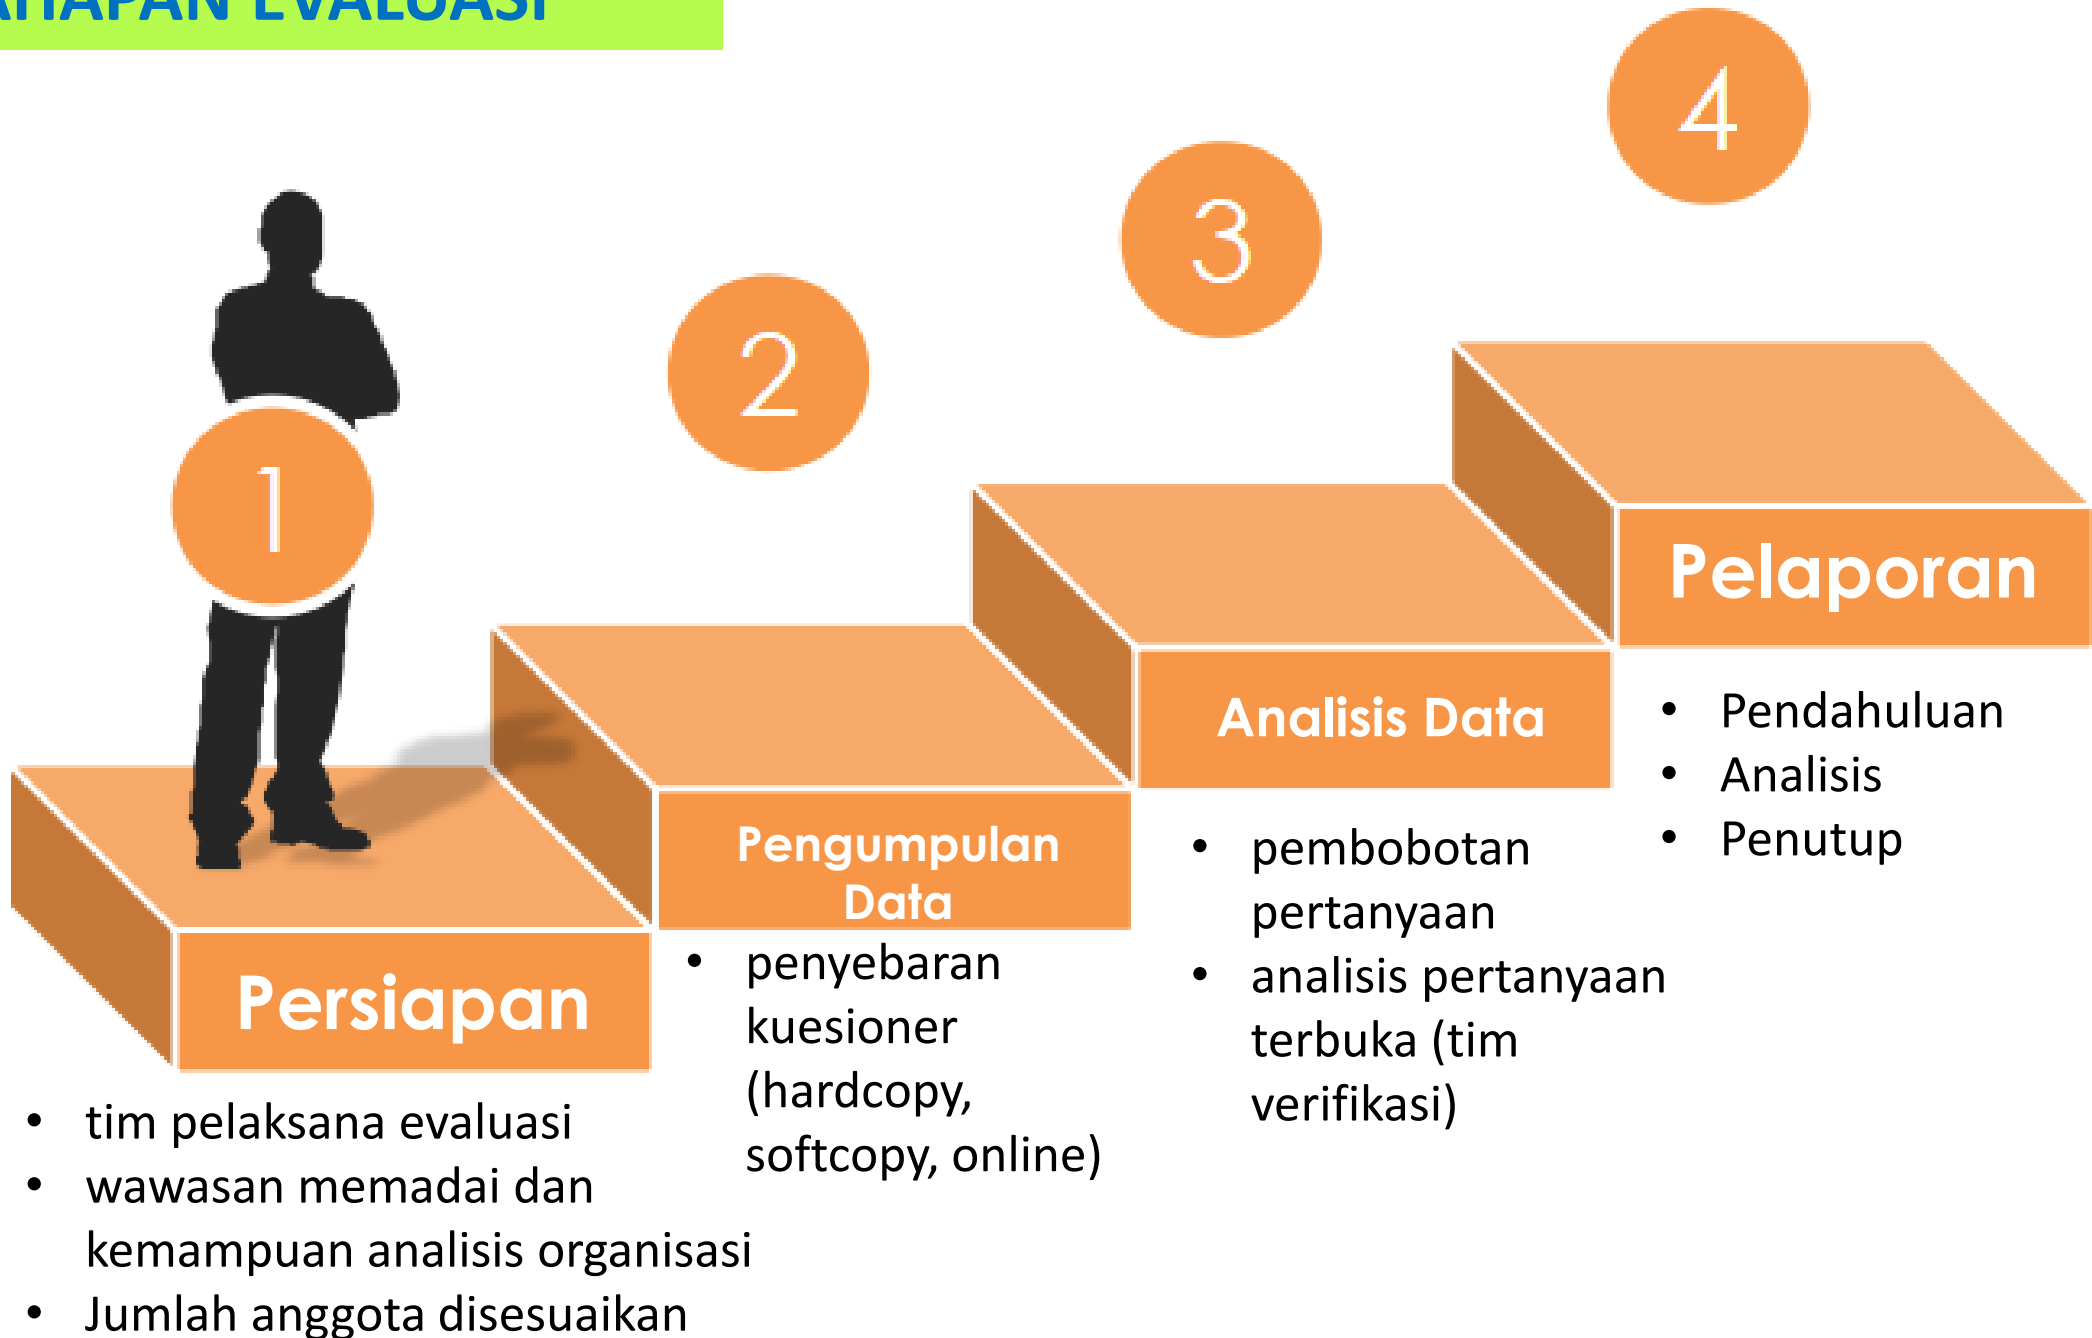 EVALUASI
1
Persiapan
• tim pelaksana evaluasi
• wawasan memadai dan
kemampuan analisis organisasi
• Jumlah anggota disesuaikan
2
Pengumpulan
Data
• penyebaran
kuesioner
(hardcopy,
softcopy, online)
3
Analisis Data
• pembobotan
pertanyaan
• analisis pertanyaan
terbuka (tim
verifikasi)
4
Pelaporan
• Pendahuluan
• Analisis
• Penutup